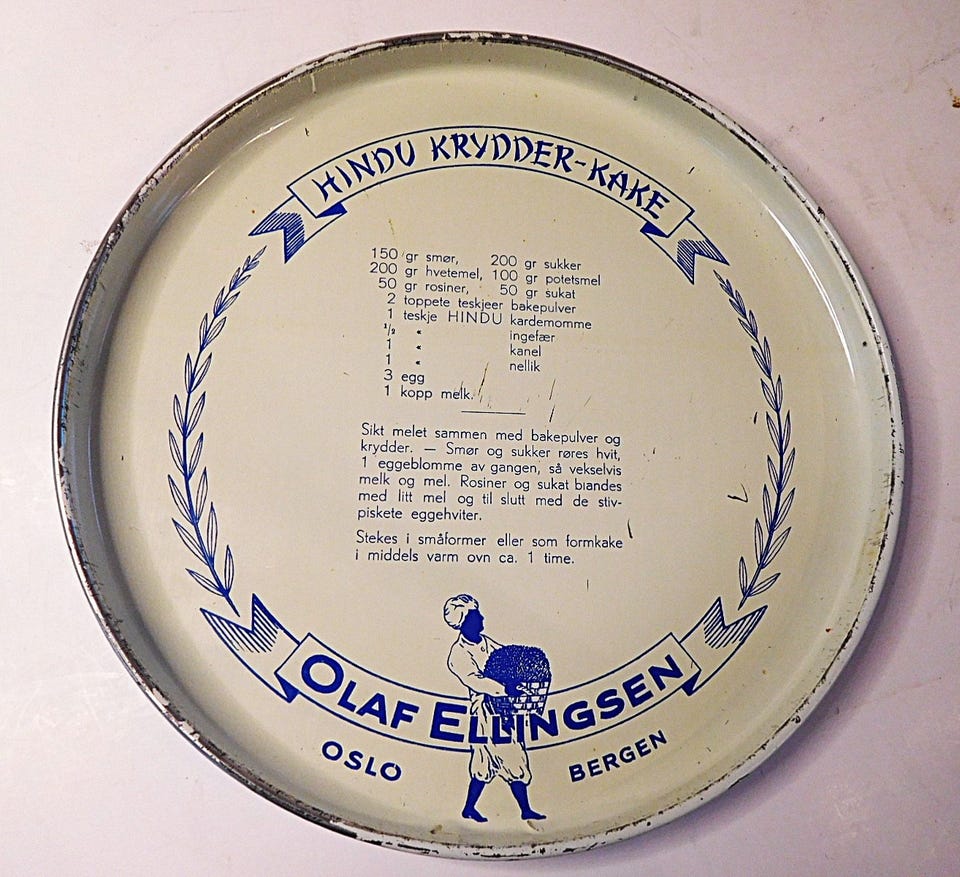 HINDU KRYDDER-KAKE
150 gr smør, 200 gr sukker
200 gr hvetemel, 100 gr potetsmel
50 gr rosiner, 50 gr sukat
2 toppete teskjeer bakepulver
1 teskje HINDU kardemomme
1/2 " ingefær
1 " kanel
1 " nellik
3 egg
1 kopp melk.
Sikt melet sammen med bakepulver og
krydder. — Smør og sukker røres hvit,
1 eggeblomme av gangen, så vekselvis
melk og mel. Rosiner og sukat blandes
med litt mel og til slutt med de stiv-
piskete eggehviter.
Stekes i småformer eller som formkake
i middels varm ovn ca. 1 time.
OLAF ELLINGSEN
OSLO BERGEN